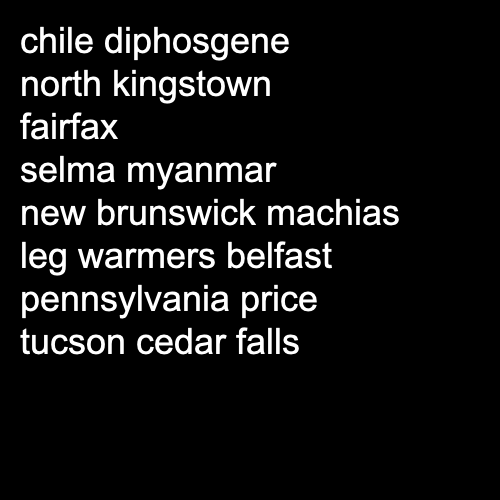 chile diphosgene
north kingstown
fairfax
selma myanmar
new brunswick machias
leg warmers belfast
pennsylvania price
tucson cedar falls